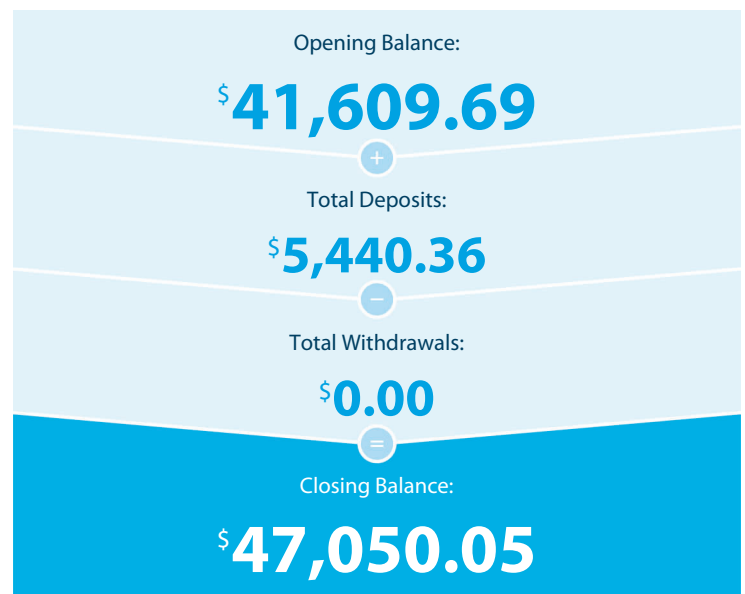 Opening Balance:
$41,609.69
+
Total Deposits:
$5,440.36
−
Total Withdrawals:
$0.00
=
Closing Balance:
$47,050.05